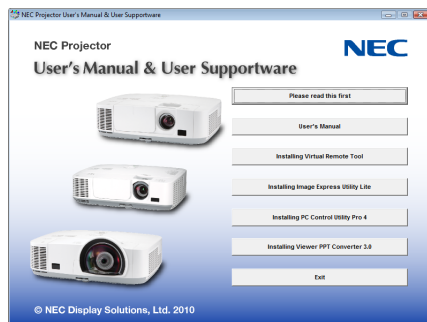 NEC Projector User's Manual & User Supportware
NEC Projector
NEC
User's Manual & User Supportware
Please read this first
User's Manual
Installing Virtual Remote Tool
Installing Image Express Utility Lite
Installing PC Control Utility Pro 4
Installing Viewer PPT Converter 3.0
Exit
© NEC Display Solutions, Ltd. 2010